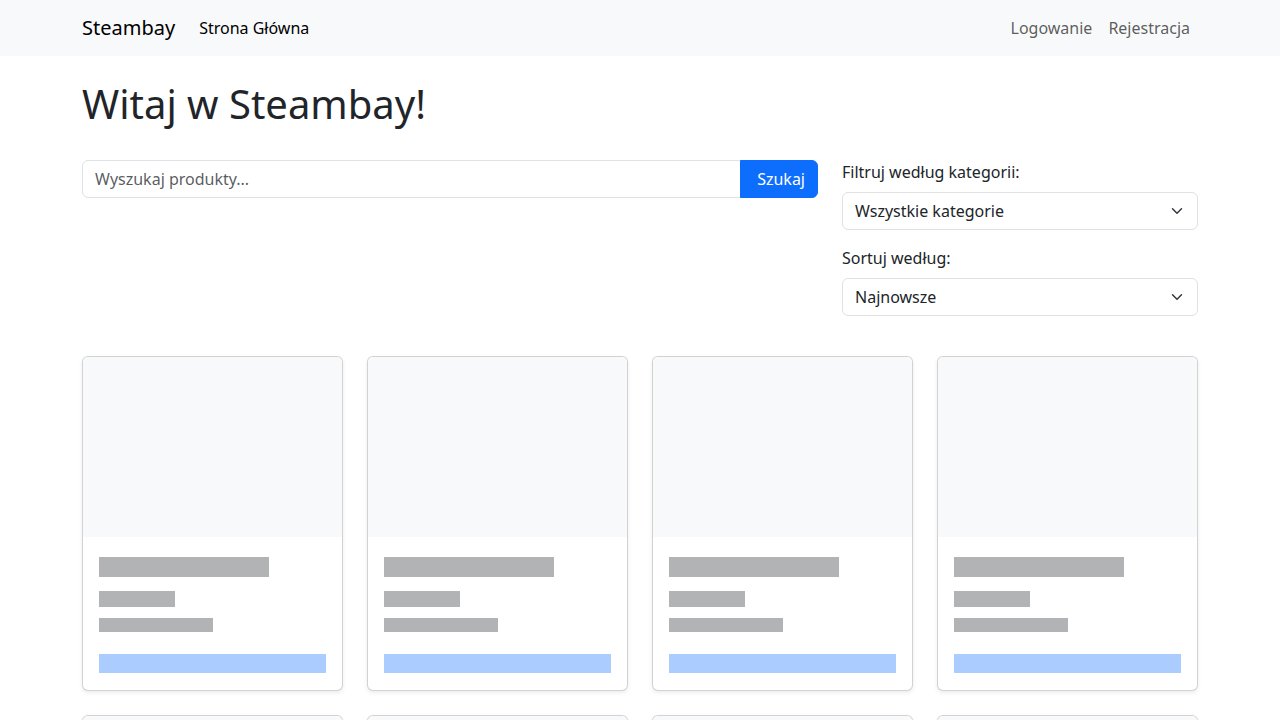 Steambay Strona Główna Logowanie Rejestracja
Witaj w Steambay!
Wyszukaj produkty... Szukaj
Filtruj według kategorii:
Wszystkie kategorie
Sortuj według:
Najnowsze